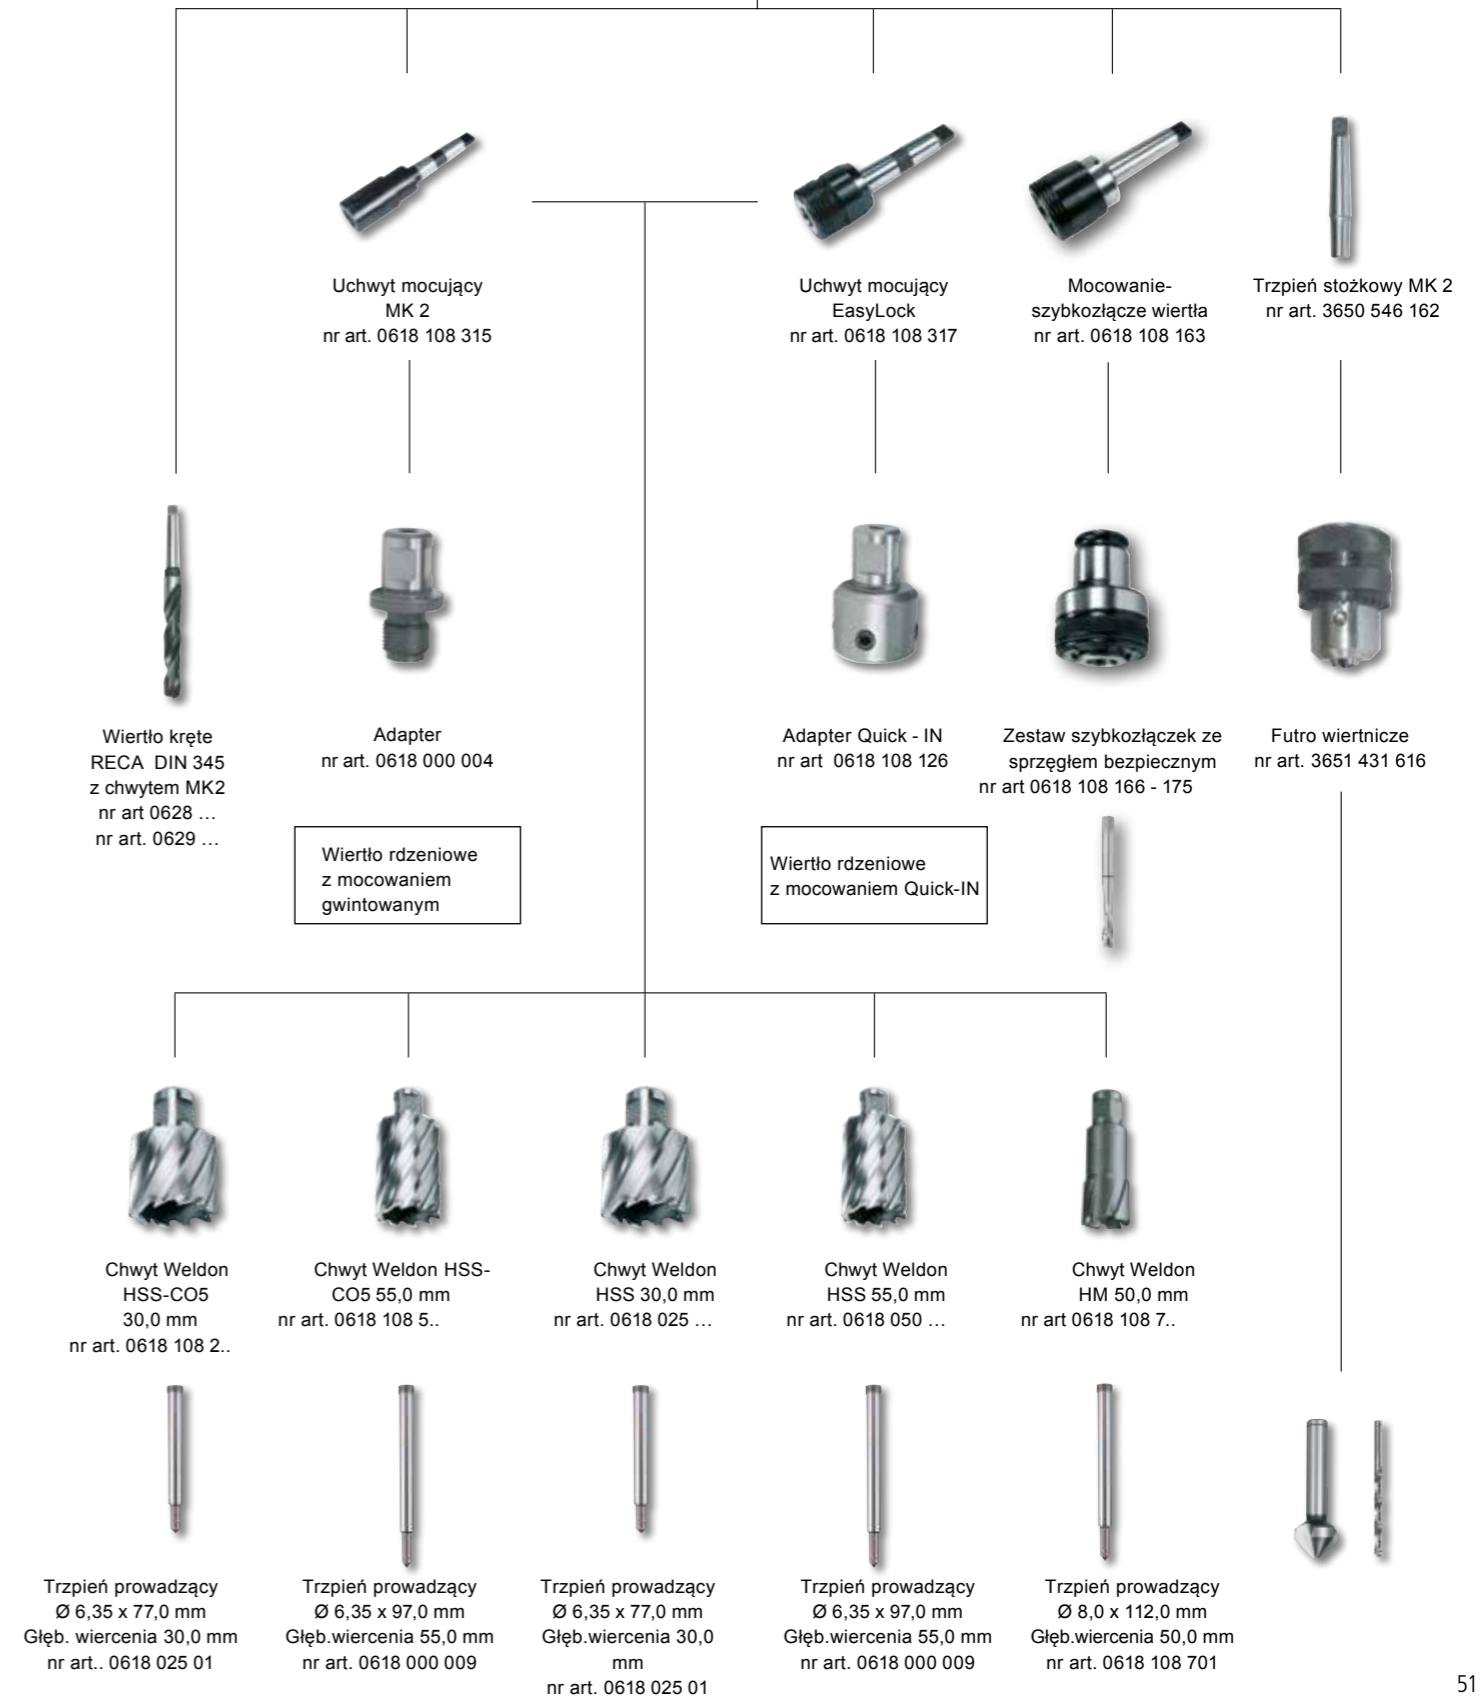 Uchwyt mocujący
MK 2
nr art. 0618 108 315
Uchwyt mocujący
EasyLock
nr art. 0618 108 317
Mocowanie-
szybkozłącze wiertła
nr art. 0618 108 163
Trzpień stożkowy MK 2
nr art. 3650 546 162
Wiertło kręte
RECA DIN 345
z chwytem MK2
nr art 0628 …
nr art. 0629 …
Adapter
nr art. 0618 000 004
Adapter Quick - IN
nr art 0618 108 126
Zestaw szybkozłączek ze
sprzęgłem bezpiecznym
nr art 0618 108 166 - 175
Futro wiertnicze
nr art. 3651 431 616
Wiertło rdzeniowe
z mocowaniem
gwintowanym
Wiertło rdzeniowe
z mocowaniem Quick-IN
Chwyt Weldon
HSS-CO5
30,0 mm
nr art. 0618 108 2..
Chwyt Weldon HSS-
CO5 55,0 mm
nr art. 0618 108 5..
Chwyt Weldon
HSS 30,0 mm
nr art. 0618 025 …
Chwyt Weldon
HSS 55,0 mm
nr art. 0618 050 …
Chwyt Weldon
HM 50,0 mm
nr art 0618 108 7..
Trzpień prowadzący
Ø 6,35 x 77,0 mm
Głęb. wiercenia 30,0 mm
nr art.. 0618 025 01
Trzpień prowadzący
Ø 6,35 x 97,0 mm
Głęb.wiercenia 55,0 mm
nr art. 0618 000 009
Trzpień prowadzący
Ø 6,35 x 77,0 mm
Głęb.wiercenia 30,0
mm
nr art. 0618 025 01
Trzpień prowadzący
Ø 6,35 x 97,0 mm
Głęb.wiercenia 55,0 mm
nr art. 0618 000 009
Trzpień prowadzący
Ø 8,0 x 112,0 mm
Głęb.wiercenia 50,0 mm
nr art. 0618 108 701
51